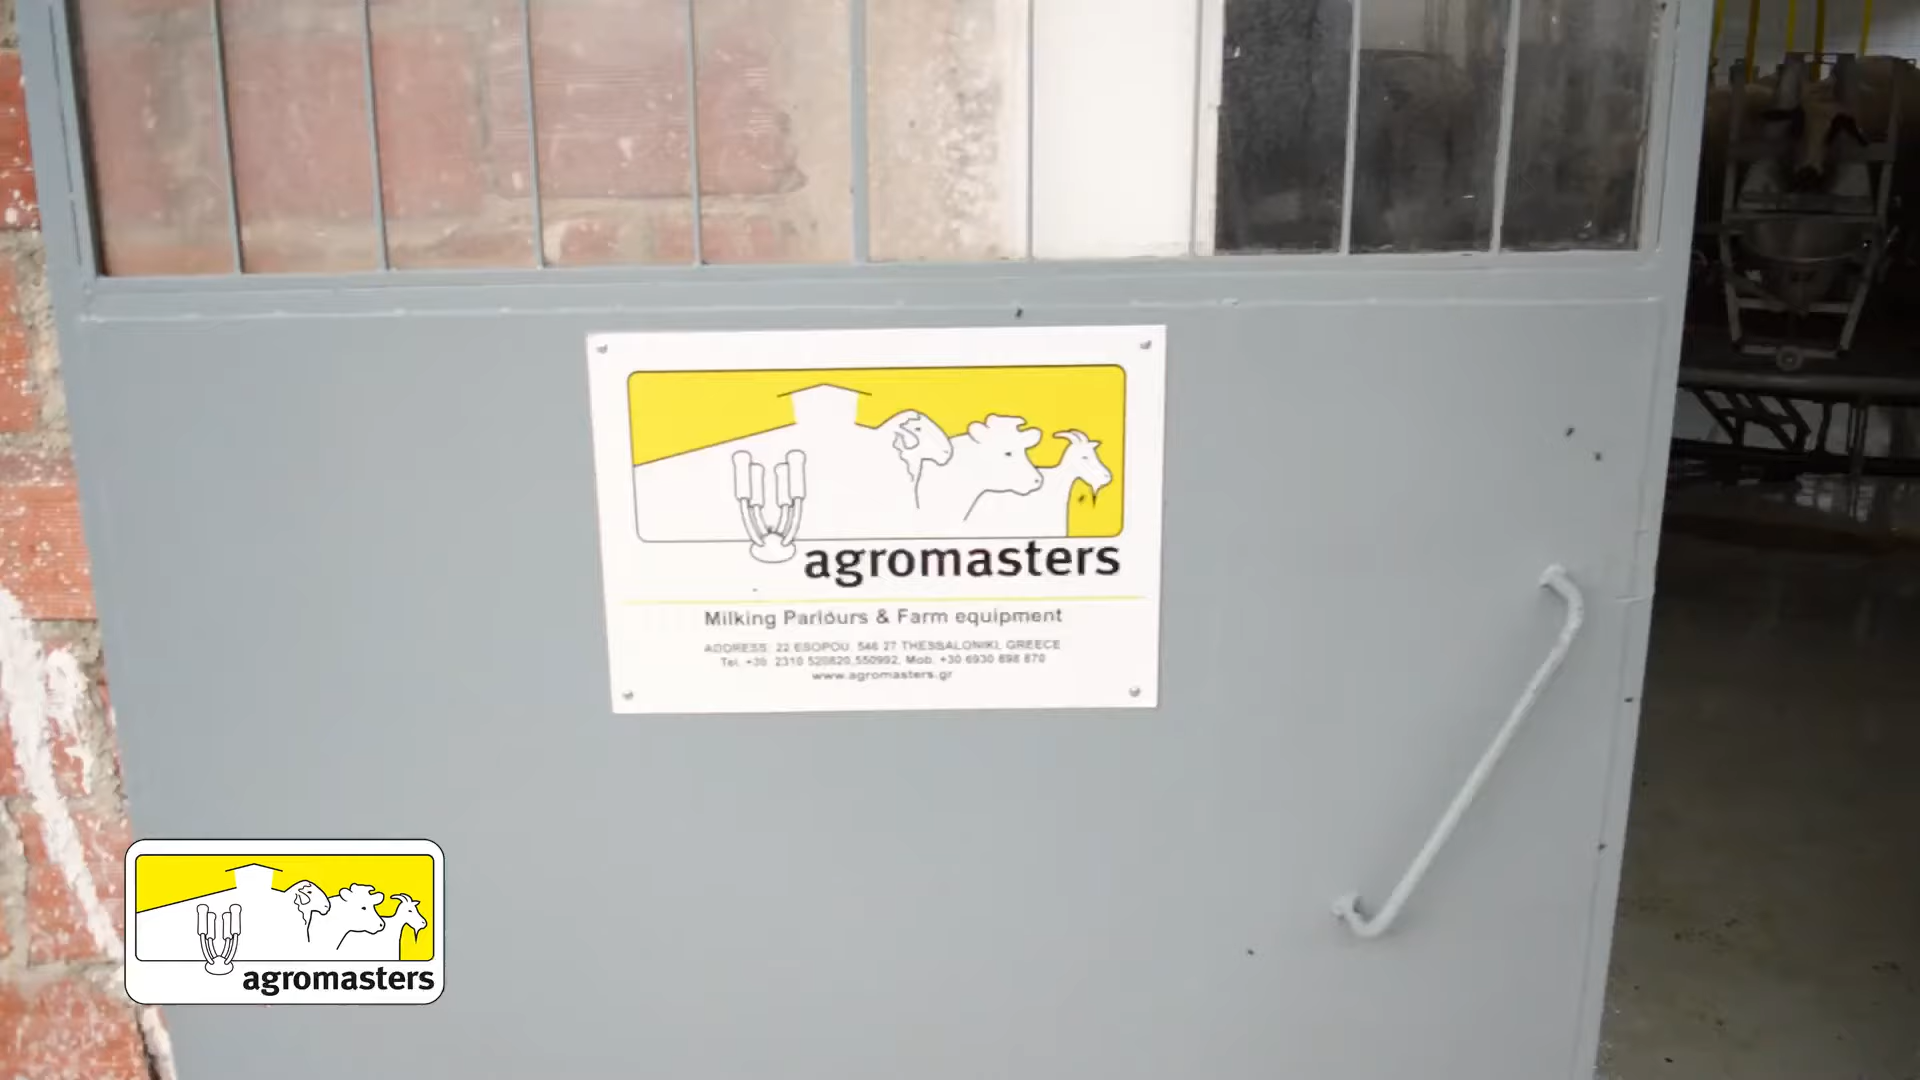 agromasters
Milking Parlours & Farm equipment
ADDRESS: 22 ESOPOU. 546 27 THESSALONIKI, GREECE
Tel. +30. 2310 520820,550992, Mob. +30 6930 698 870
www.agromasters.gr
agromasters